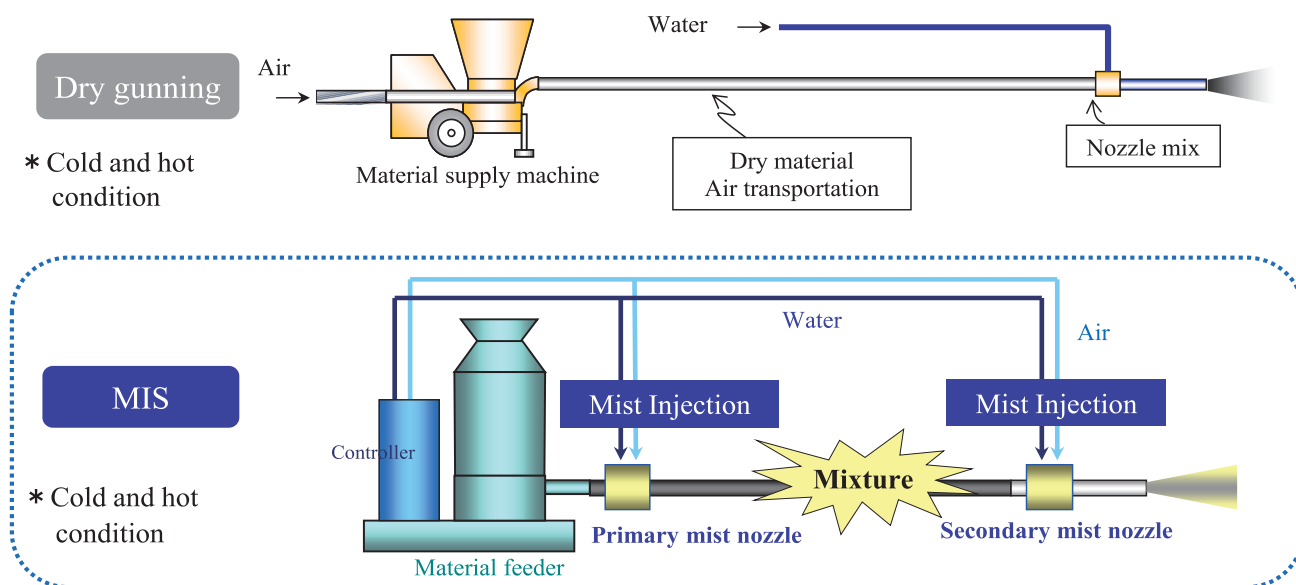 Water
Dry gunning
Air
Nozzle mix
Dry material
Air transportation
Material supply machine
* Cold and hot
condition
Water
Air
MIS
Mist Injection
Mist Injection
Controller
Mixture
* Cold and hot
condition
Primary mist nozzle
Secondary mist nozzle
Material feeder